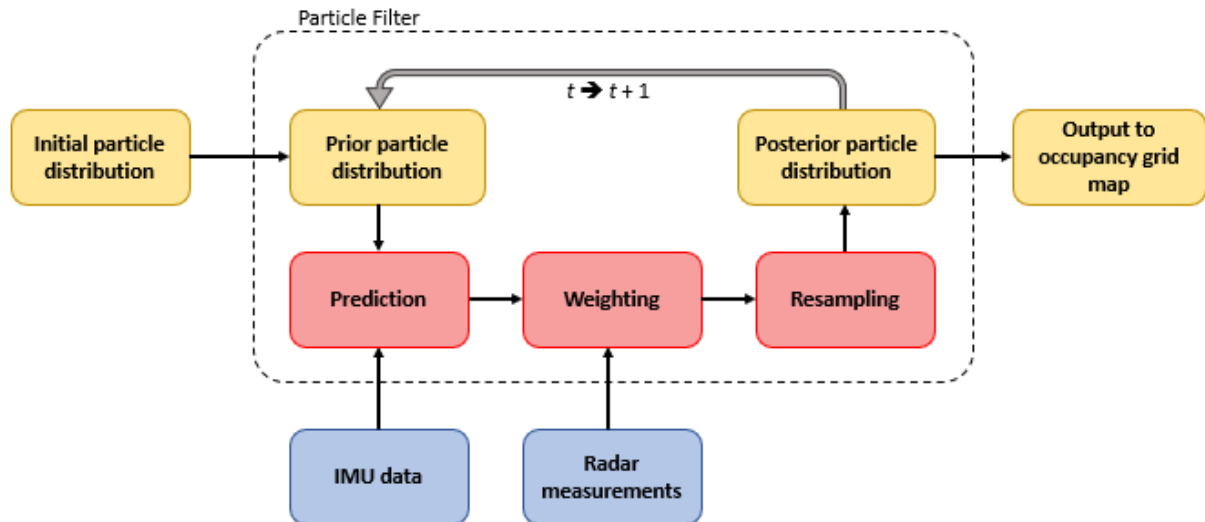 Particle Filter
t → t + 1
Initial particle
distribution
Prior particle
distribution
Posterior particle
distribution
Output to
occupancy grid
map
Prediction
Weighting
Resampling
IMU data
Radar
measurements